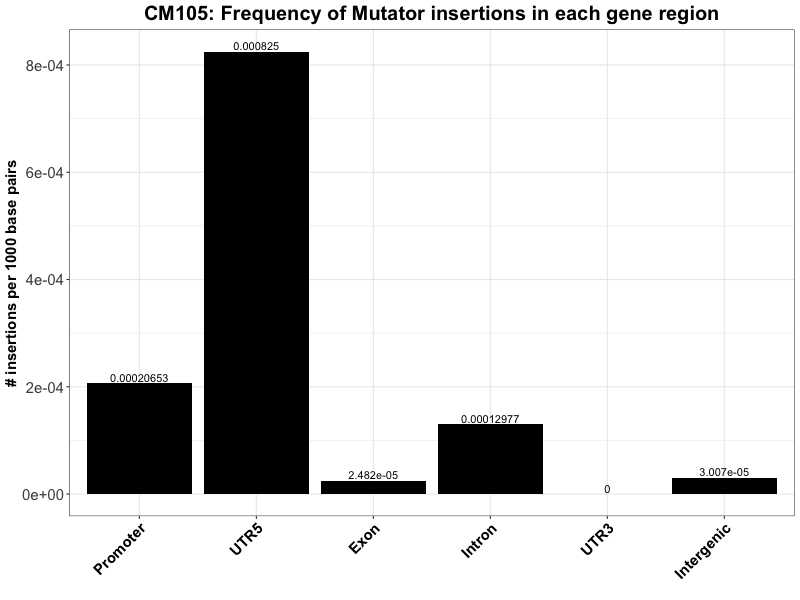 CM105: Frequency of Mutator insertions in each gene region
# insertions per 1000 base pairs
8e-04
6e-04
4e-04
2e-04
0e+00
0.00020653
0.000825
2.482e-05
0.00012977
0
3.007e-05
Promoter
UTR5
Exon
Intron
UTR3
Intergenic